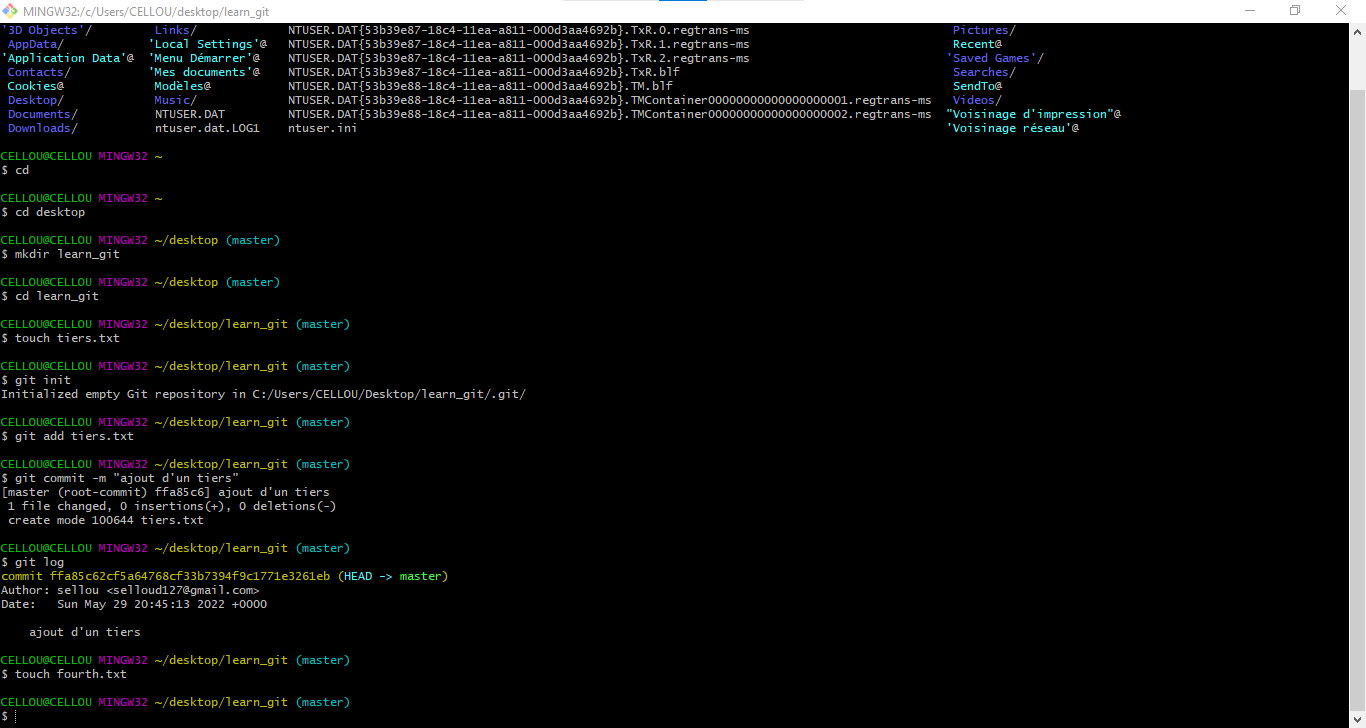 MINGW32:/c/Users/CELLOU/desktop/learn_git
'3D Objects'/ Links/ NTUSER.DAT{53b39e87-18c4-11ea-a811-000d3aa4692b}.TxR.0.regtrans-ms Pictures/
AppData/ 'Local Settings'@ NTUSER.DAT{53b39e87-18c4-11ea-a811-000d3aa4692b}.TxR.1.regtrans-ms Recent@
'Application Data'@ 'Menu Démarrer'@ NTUSER.DAT{53b39e87-18c4-11ea-a811-000d3aa4692b}.TxR.2.regtrans-ms 'Saved Games'/
Contacts/ 'Mes documents'@ NTUSER.DAT{53b39e87-18c4-11ea-a811-000d3aa4692b}.TxR.blf Searches/
Cookies@ Modèles@ NTUSER.DAT{53b39e88-18c4-11ea-a811-000d3aa4692b}.TM.blf SendTo@
Desktop/ Music/ NTUSER.DAT{53b39e88-18c4-11ea-a811-000d3aa4692b}.TMContainer00000000000000000001.regtrans-ms Videos/
Documents/ NTUSER.DAT NTUSER.DAT{53b39e88-18c4-11ea-a811-000d3aa4692b}.TMContainer00000000000000000002.regtrans-ms "Voisinage d'impression"@
Downloads/ ntuser.dat.LOG1 ntuser.ini 'Voisinage réseau'@
CELLOU@CELLOU MINGW32 ~
$ cd
CELLOU@CELLOU MINGW32 ~
$ cd desktop
CELLOU@CELLOU MINGW32 ~/desktop (master)
$ mkdir learn_git
CELLOU@CELLOU MINGW32 ~/desktop (master)
$ cd learn_git
CELLOU@CELLOU MINGW32 ~/desktop/learn_git (master)
$ touch tiers.txt
CELLOU@CELLOU MINGW32 ~/desktop/learn_git (master)
$ git init
Initialized empty Git repository in C:/Users/CELLOU/Desktop/learn_git/.git/
CELLOU@CELLOU MINGW32 ~/desktop/learn_git (master)
$ git add tiers.txt
CELLOU@CELLOU MINGW32 ~/desktop/learn_git (master)
$ git commit -m "ajout d'un tiers"
[master (root-commit) ffa85c6] ajout d'un tiers
1 file changed, 0 insertions(+), 0 deletions(-)
create mode 100644 tiers.txt
CELLOU@CELLOU MINGW32 ~/desktop/learn_git (master)
$ git log
commit ffa85c62cf5a64768cf33b7394f9c1771e3261eb (HEAD -> master)
Author: sellou <selloud127@gmail.com>
Date: Sun May 29 20:45:13 2022 +0000
ajout d'un tiers
CELLOU@CELLOU MINGW32 ~/desktop/learn_git (master)
$ touch fourth.txt
CELLOU@CELLOU MINGW32 ~/desktop/learn_git (master)
$